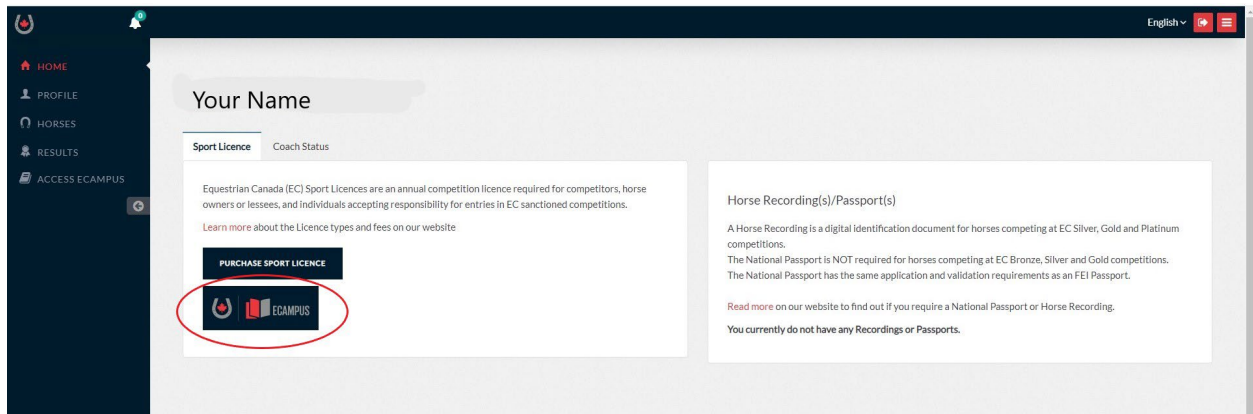 0
English
HOME
PROFILE
HORSES
RESULTS
ACCESS ECAMPUS
Your Name
Sport Licence Coach Status
Equestrian Canada (EC) Sport Licences are an annual competition licence required for competitors, horse
owners or lessees, and individuals accepting responsibility for entries in EC sanctioned competitions.
Learn more about the Licence types and fees on our website
PURCHASE SPORT LICENCE
ECAMPUS
Horse Recording(s)/Passport(s)
A Horse Recording is a digital identification document for horses competing at EC Silver, Gold and Platinum
competitions.
The National Passport is NOT required for horses competing at EC Bronze, Silver and Gold competitions.
The National Passport has the same application and validation requirements as an FEI Passport.
Read more on our website to find out if you require a National Passport or Horse Recording.
You currently do not have any Recordings or Passports.